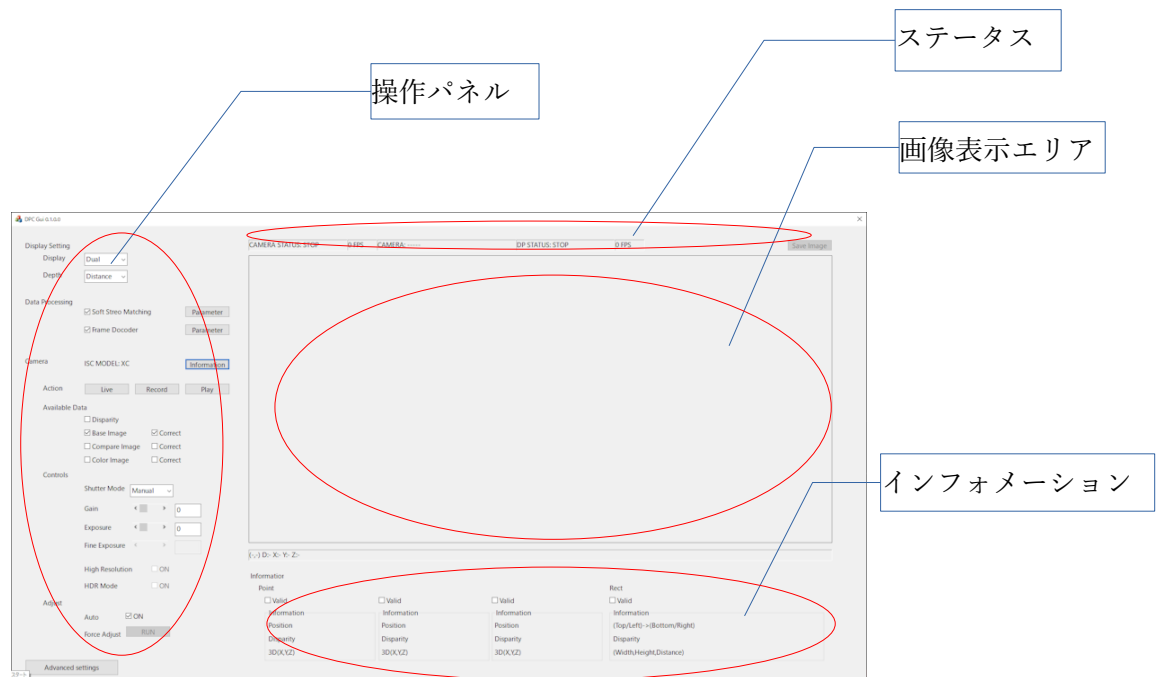 ステータス
操作パネル
画像表示エリア
DPC Gui 0.1.0.0
CAMERA STATUS: STOP 0 FPS CAMERA: ----- DP STATUS: STOP 0 FPS Save Image
Display Setting
Display Dual
Depth Distance
Data Processing
Soft Streo Matching Parameter
Frame Decoder Parameter
Camera ISC MODEL: XC Information
Action Live Record Play
Available Data
Disparity
Base Image Correct
Compare Image Correct
Color Image Correct
インフォメーション
Controls
Shutter Mode Manual
Gain 0
Exposure 0
Fine Exposure
High Resolution ON
HDR Mode ON
Adjust
Auto ON
Force Adjust RUN
Advanced settings
スタート
(-,-) D:- X:- Y:- Z:-
Information
Point Rect
Valid Valid Valid Valid
Information Information Information Information
Position Position Position (Top/Left)->(Bottom/Right)
Disparity Disparity Disparity Disparity
3D(X,Y,Z) 3D(X,Y,Z) 3D(X,Y,Z) (Width,Height,Distance)